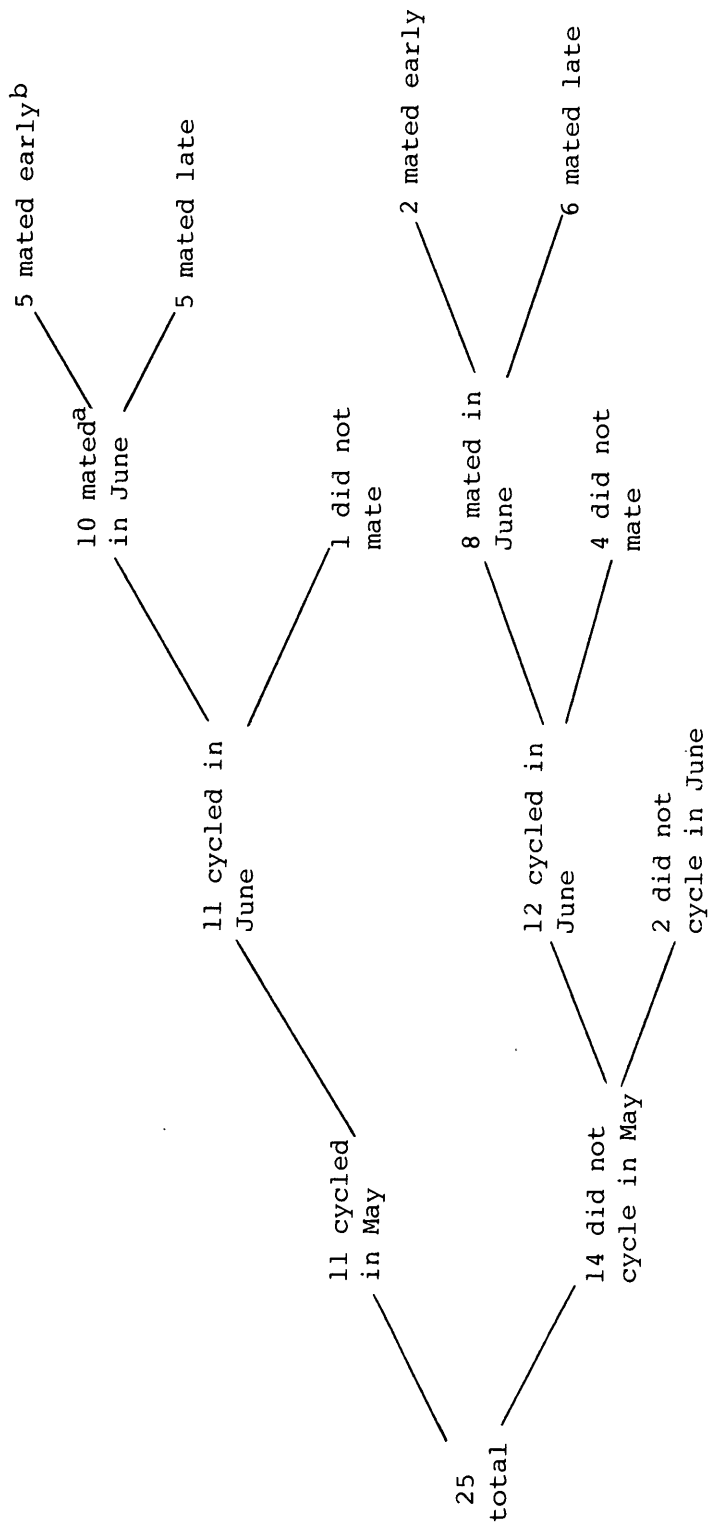 25
total
11 cycled
in May
14 did not
cycle in May
11 cycled in
June
12 cycled in
June
2 did not
cycle in June
10 mated^a
in June
1 did not
mate
8 mated in
June
4 did not
mate
5 mated early^b
5 mated late
2 mated early
6 mated late